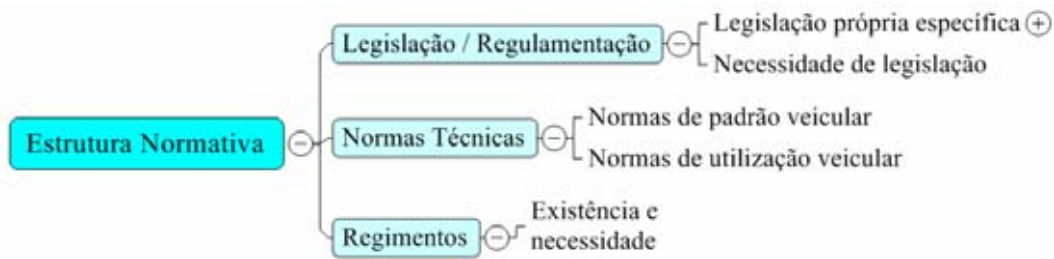 Estrutura Normativa
Legislação / Regulamentação
Legislação própria específica
Necessidade de legislação
Normas Técnicas
Normas de padrão veicular
Normas de utilização veicular
Regimentos
Existência e
necessidade